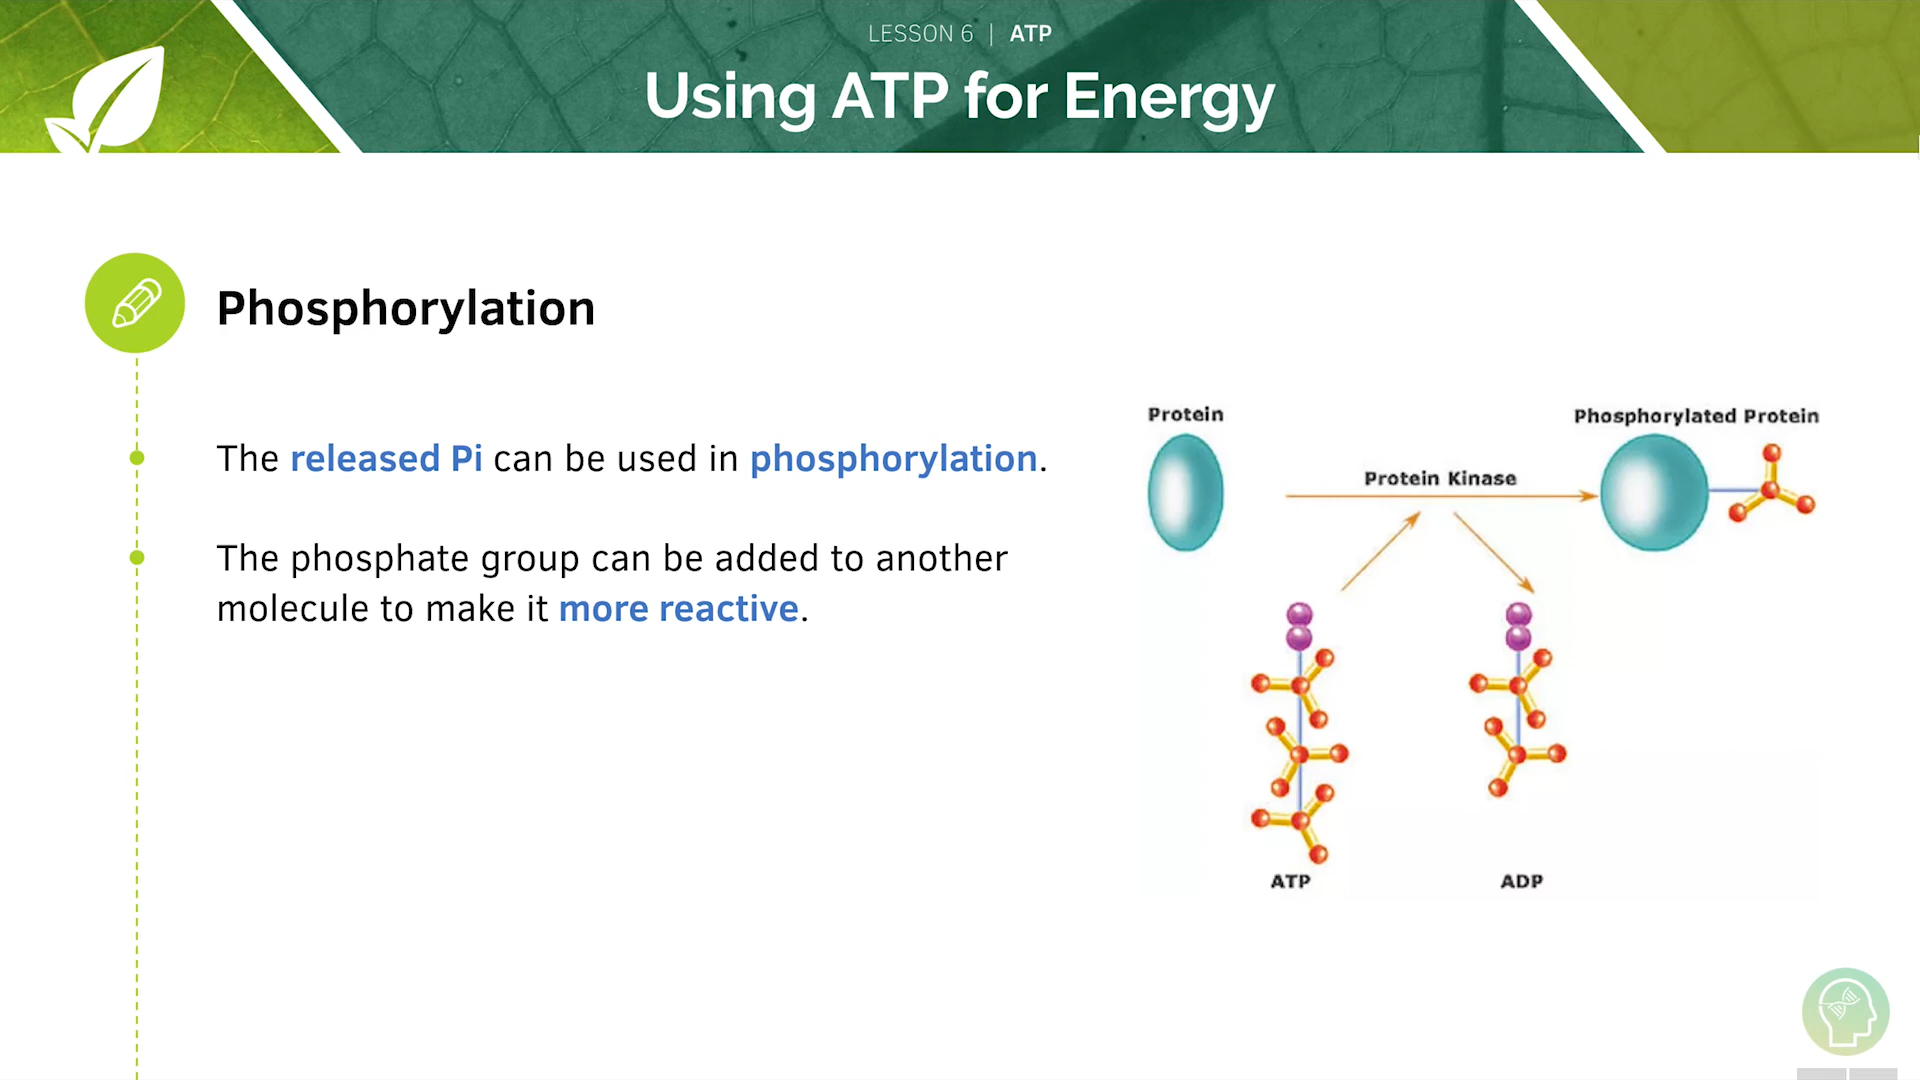 LESSON 6 | ATP
Using ATP for Energy
Phosphorylation
The released Pi can be used in phosphorylation.
The phosphate group can be added to another
molecule to make it more reactive.
Protein
Protein Kinase
Phosphorylated Protein
ATP
ADP